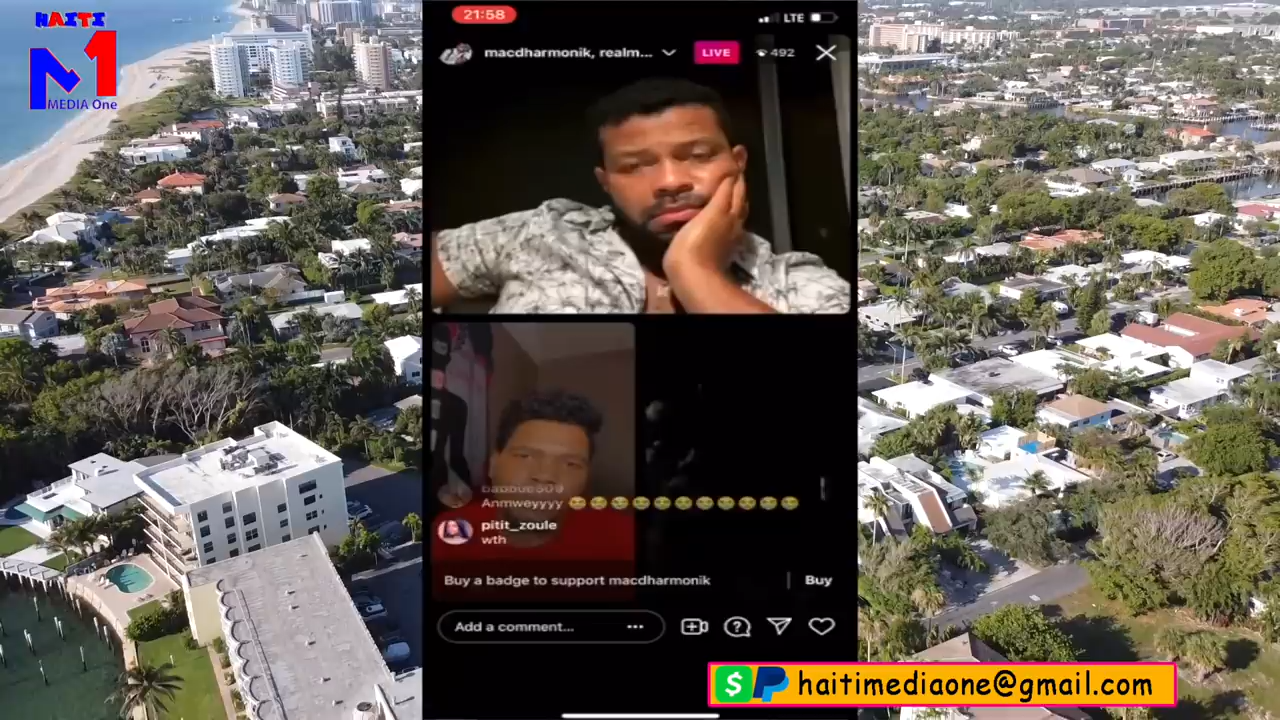 HAITI
M1
MEDIA One
21:58
LTE
macdharmonik, realm...
LIVE
492
Anmweyyyy
pitit_zoule
wth
Buy a badge to support macdharmonik
Buy
Add a comment...
haitimediaone@gmail.com